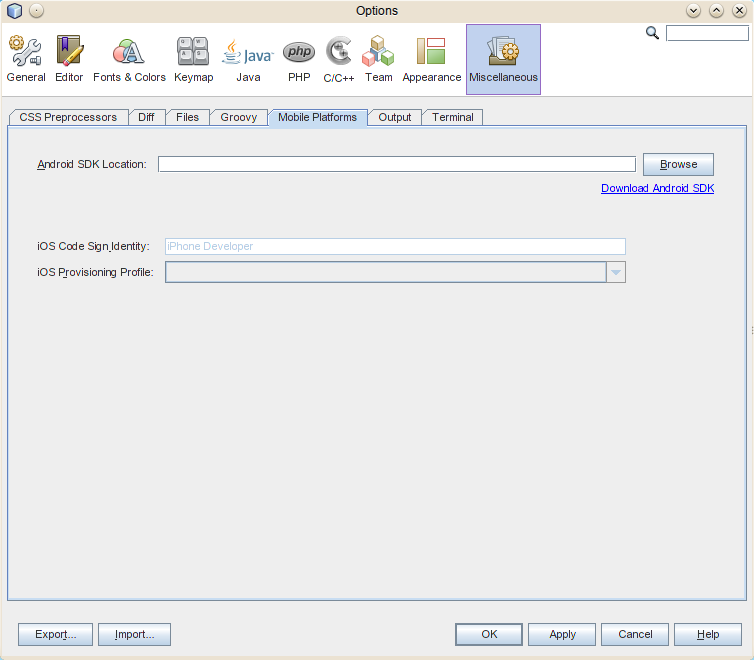 Options
General Editor Fonts & Colors Keymap Java PHP C/C++ Team Appearance Miscellaneous
CSS Preprocessors Diff Files Groovy Mobile Platforms Output Terminal
Android SDK Location: Browse
Download Android SDK
iOS Code Sign Identity: iPhone Developer
iOS Provisioning Profile:
Export... Import... OK Apply Cancel Help